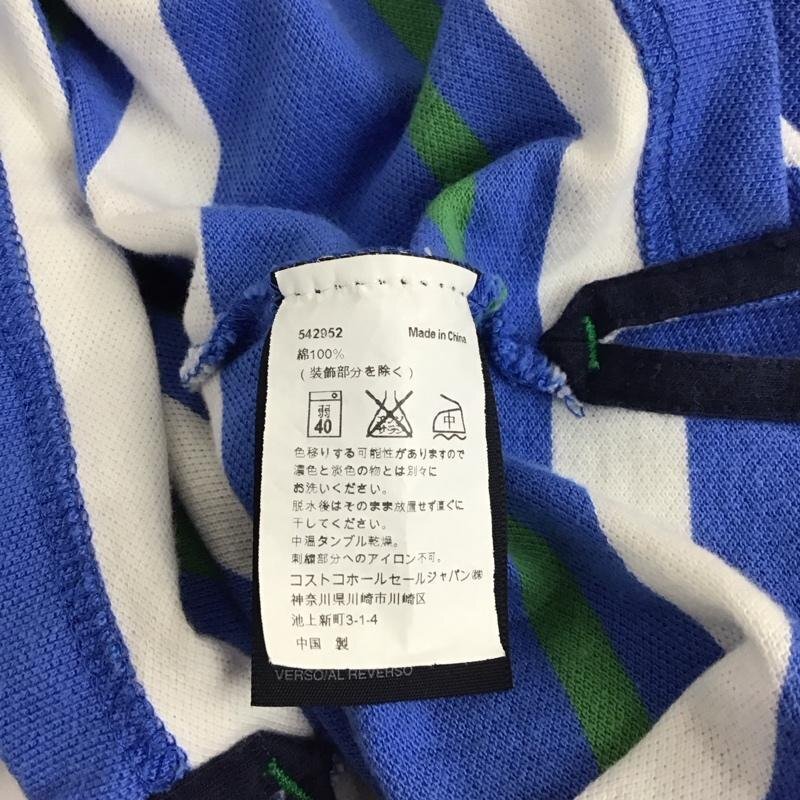 542952 Made in China
綿100%
(装飾部分を除く)
弱
40
中
色移りする可能性がありますので
濃色と淡色の物とは別々に
お洗いください。
脱水後はそのまま放置せず直ぐに
干してください。
中温タンブル乾燥。
刺繍部分へのアイロン不可。
コストコホールセールジャパン㈱
神奈川県川崎市川崎区
池上新町3-1-4
中国 製
VERSO/AL REVERSO